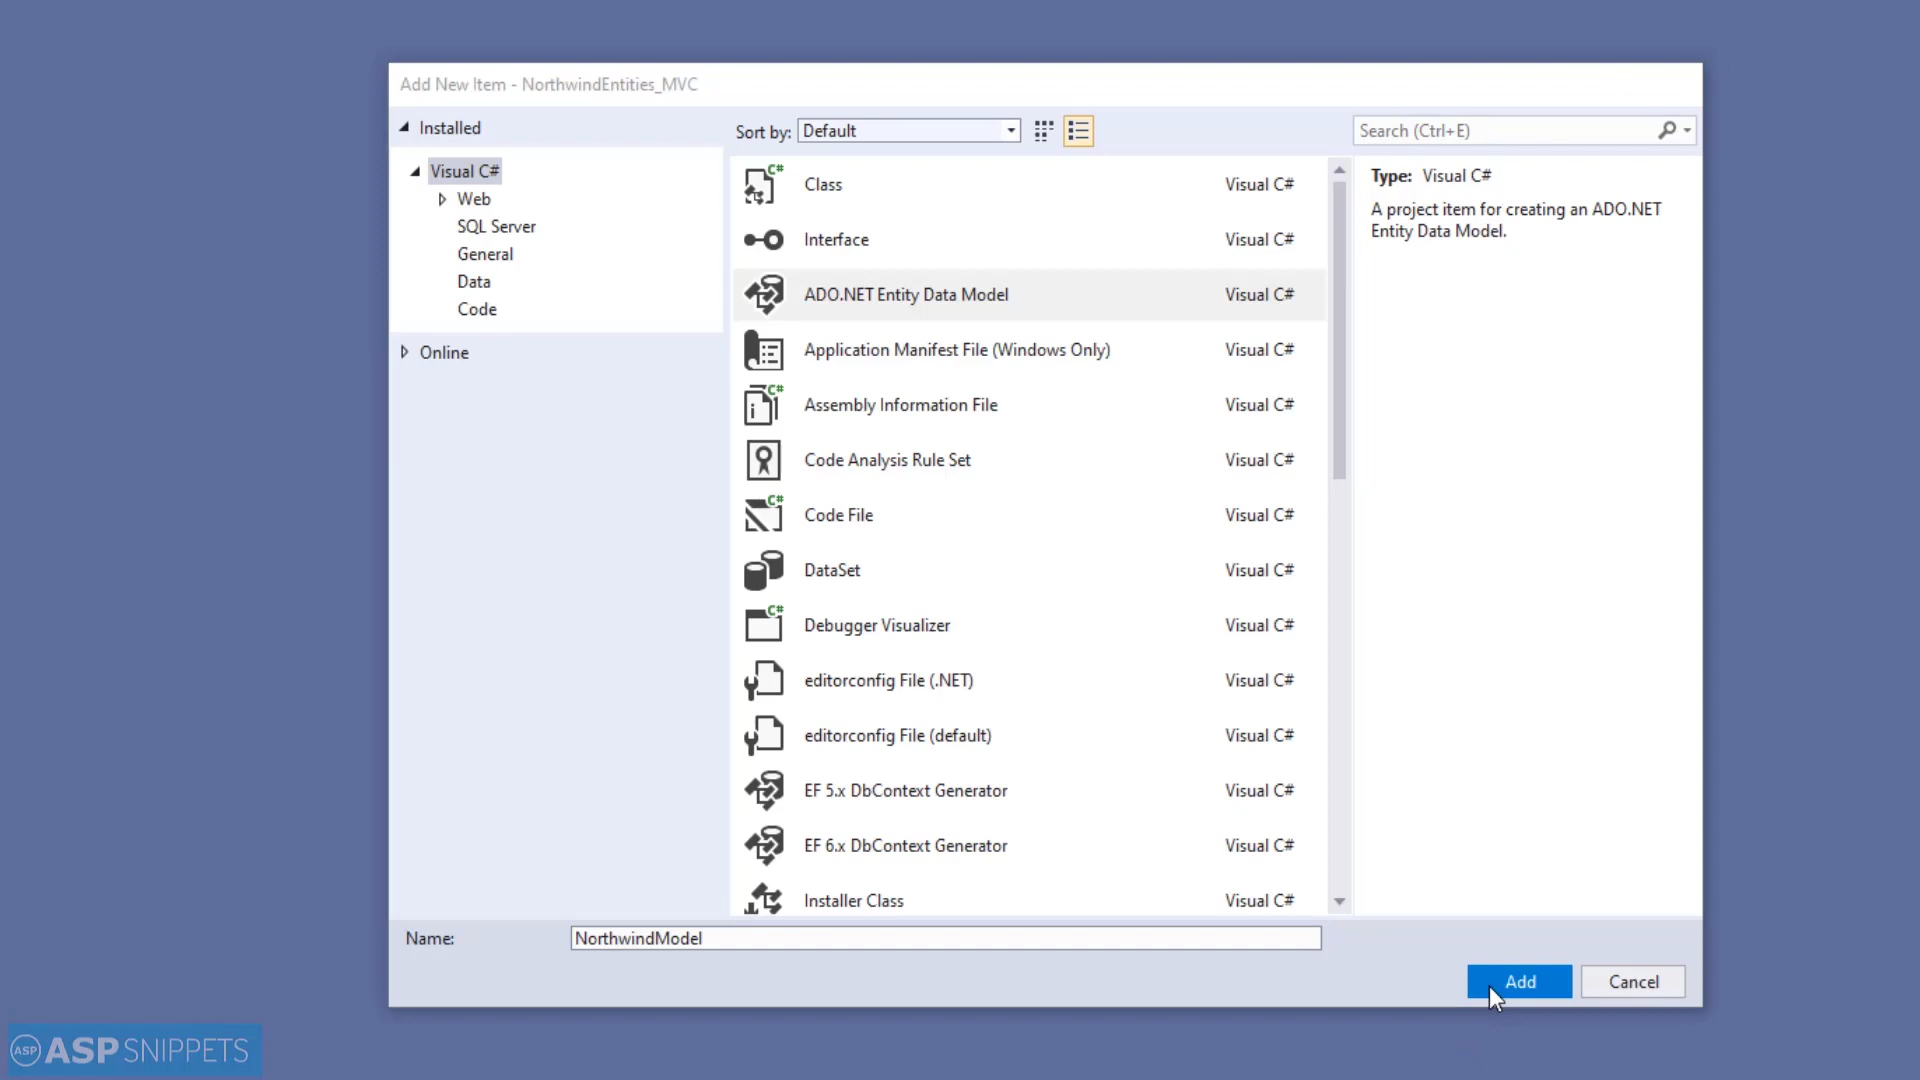 Add New Item - NorthwindEntities_MVC
Installed
Sort by: Default
Search (Ctrl+E)
Visual C#
Web
SQL Server
General
Data
Code
Online
C# Class Visual C#
Interface Visual C#
ADO.NET Entity Data Model Visual C#
Application Manifest File (Windows Only) Visual C#
C# Assembly Information File Visual C#
Code Analysis Rule Set Visual C#
C# Code File Visual C#
DataSet Visual C#
C# Debugger Visualizer Visual C#
editorconfig File (.NET) Visual C#
editorconfig File (default) Visual C#
EF 5.x DbContext Generator Visual C#
EF 6.x DbContext Generator Visual C#
Installer Class Visual C#
Type: Visual C#
A project item for creating an ADO.NET
Entity Data Model.
Name: NorthwindModel
Add Cancel
ASP ASPSNIPPETS